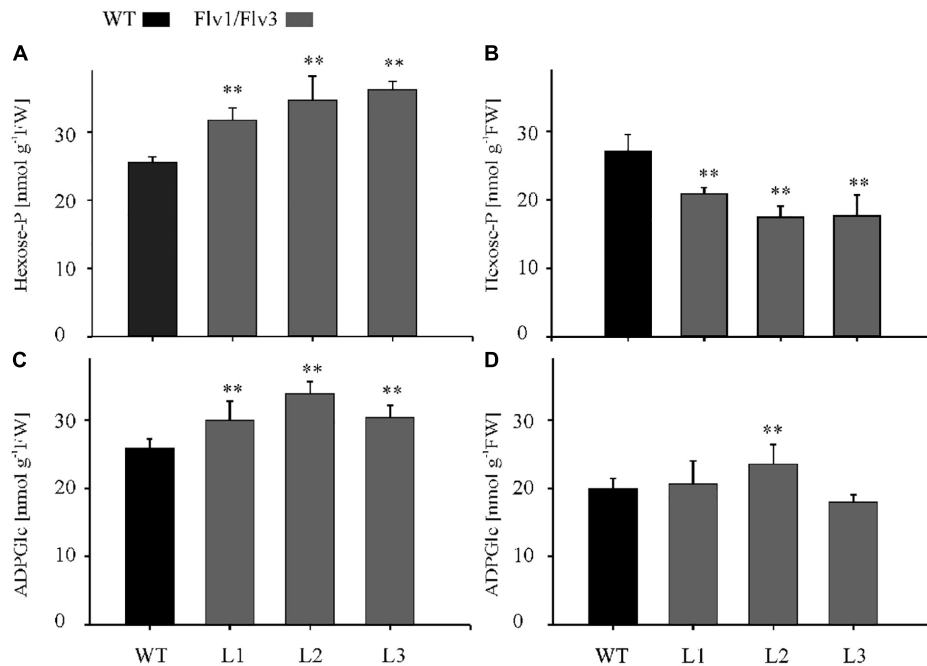 WT Flv1/Flv3
A
**
**
**
Hexose-P [nmol g⁻¹FW]
30
20
10
0
B
**
**
**
Hexose-P [nmol g⁻¹FW]
30
20
10
0
C
**
**
**
ADPGlc [nmol g⁻¹FW]
30
20
10
0
WT L1 L2 L3
D
**
ADPGlc [nmol g⁻¹FW]
30
20
10
0
WT L1 L2 L3